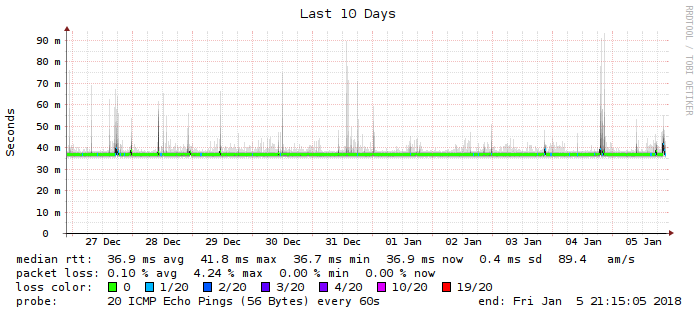 Last 10 Days
RRDTOOL / TOBI OETIKER
Seconds
90 m
80 m
70 m
60 m
50 m
40 m
30 m
20 m
10 m
0
27 Dec 28 Dec 29 Dec 30 Dec 31 Dec 01 Jan 02 Jan 03 Jan 04 Jan 05 Jan
median rtt: 36.9 ms avg 41.8 ms max 36.7 ms min 36.9 ms now 0.4 ms sd 89.4 am/s
packet loss: 0.10 % avg 4.24 % max 0.00 % min 0.00 % now
loss color: 0 1/20 2/20 3/20 4/20 10/20 19/20
probe: 20 ICMP Echo Pings (56 Bytes) every 60s end: Fri Jan 5 21:15:05 2018